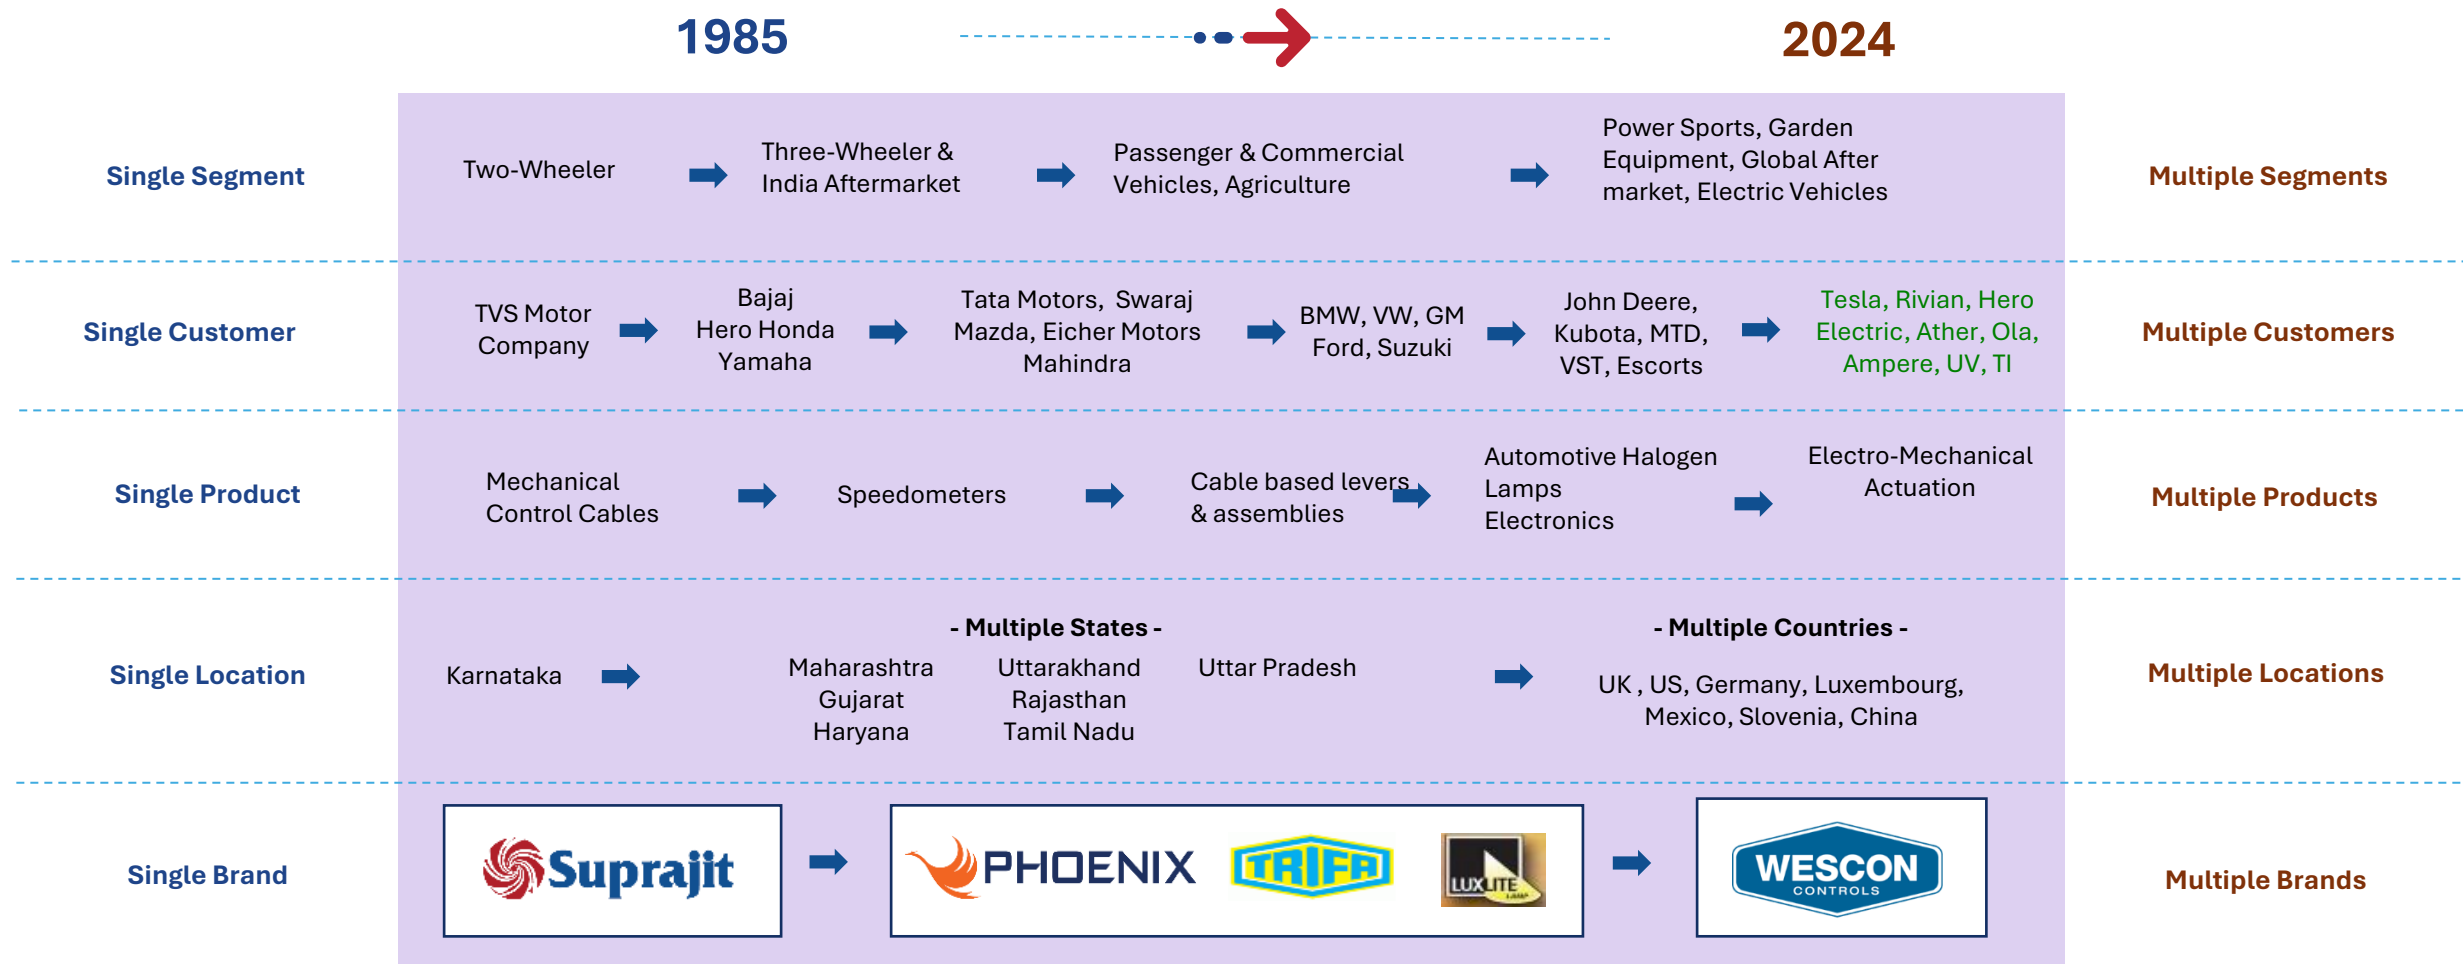 1985
2024
Single Segment
Two-Wheeler
Three-Wheeler &
India Aftermarket
Passenger & Commercial
Vehicles, Agriculture
Power Sports, Garden
Equipment, Global After
market, Electric Vehicles
Multiple Segments
Single Customer
TVS Motor
Company
Bajaj
Hero Honda
Yamaha
Tata Motors, Swaraj
Mazda, Eicher Motors
Mahindra
BMW, VW, GM
Ford, Suzuki
John Deere,
Kubota, MTD,
VST, Escorts
Tesla, Rivian, Hero
Electric, Ather, Ola,
Ampere, UV, TI
Multiple Customers
Single Product
Mechanical
Control Cables
Speedometers
Cable based levers
& assemblies
Automotive Halogen
Lamps
Electronics
Electro-Mechanical
Actuation
Multiple Products
Single Location
Karnataka
- Multiple States -
Maharashtra
Gujarat
Haryana
Uttarakhand
Rajasthan
Tamil Nadu
Uttar Pradesh
- Multiple Countries -
UK , US, Germany, Luxembourg,
Mexico, Slovenia, China
Multiple Locations
Single Brand
Suprajit
PHOENIX
TRIFA
LUXLITE
LAMP
WESCON
CONTROLS
Multiple Brands